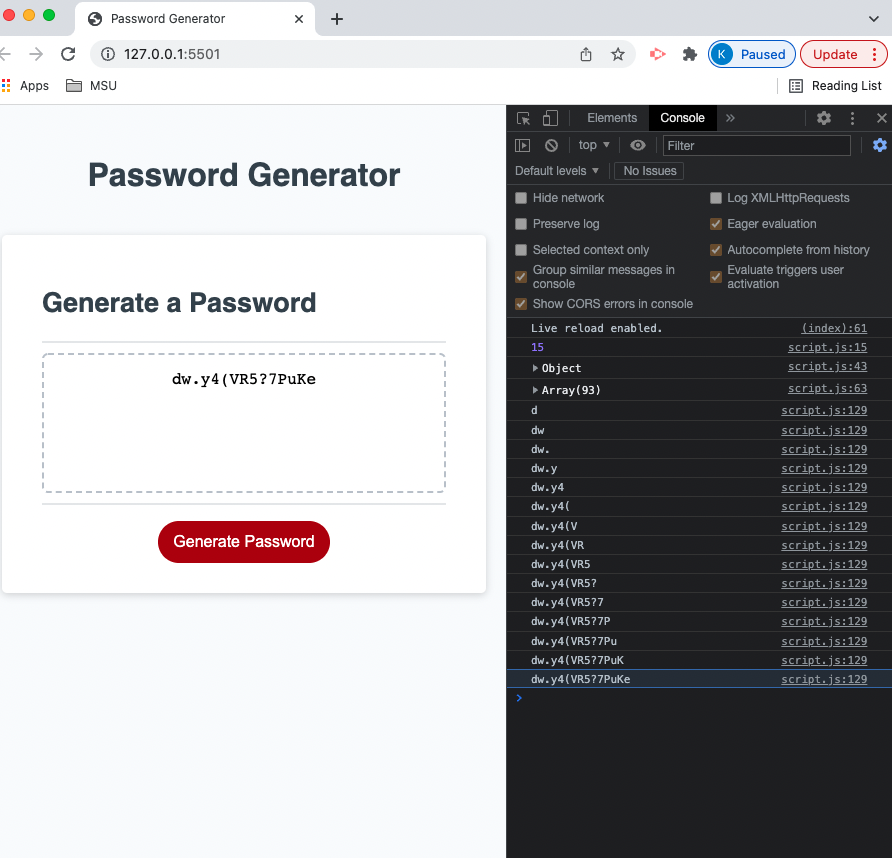 Password Generator
127.0.0.1:5501
K Paused
Update
Apps
MSU
Reading List
Password Generator
Generate a Password
dw.y4(VR5?7PuKe
Generate Password
Elements Console »
top Filter
Default levels No Issues
Hide network Log XMLHttpRequests
Preserve log Eager evaluation
Selected context only Autocomplete from history
Group similar messages in console Evaluate triggers user activation
Show CORS errors in console
Live reload enabled. (index):61
15 script.js:15
Object script.js:43
Array(93) script.js:63
d script.js:129
dw script.js:129
dw. script.js:129
dw.y script.js:129
dw.y4 script.js:129
dw.y4( script.js:129
dw.y4(V script.js:129
dw.y4(VR script.js:129
dw.y4(VR5 script.js:129
dw.y4(VR5? script.js:129
dw.y4(VR5?7 script.js:129
dw.y4(VR5?7P script.js:129
dw.y4(VR5?7Pu script.js:129
dw.y4(VR5?7PuK script.js:129
dw.y4(VR5?7PuKe script.js:129
>